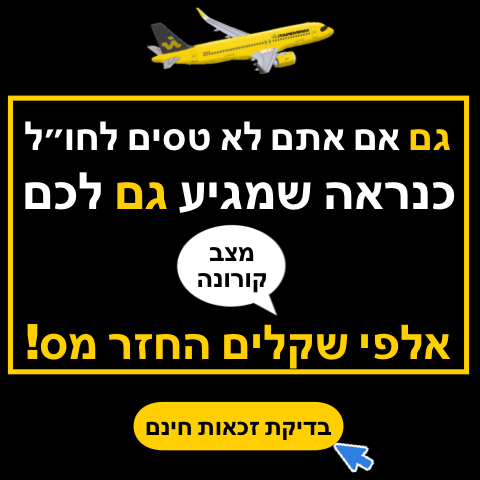 ITAPEMIRIM
גם אם אתם לא טסים לחו״ל
כנראה שמגיע גם לכם
מצב
קורונה
אלפי שקלים החזר מס!
בדיקת זכאות חינם